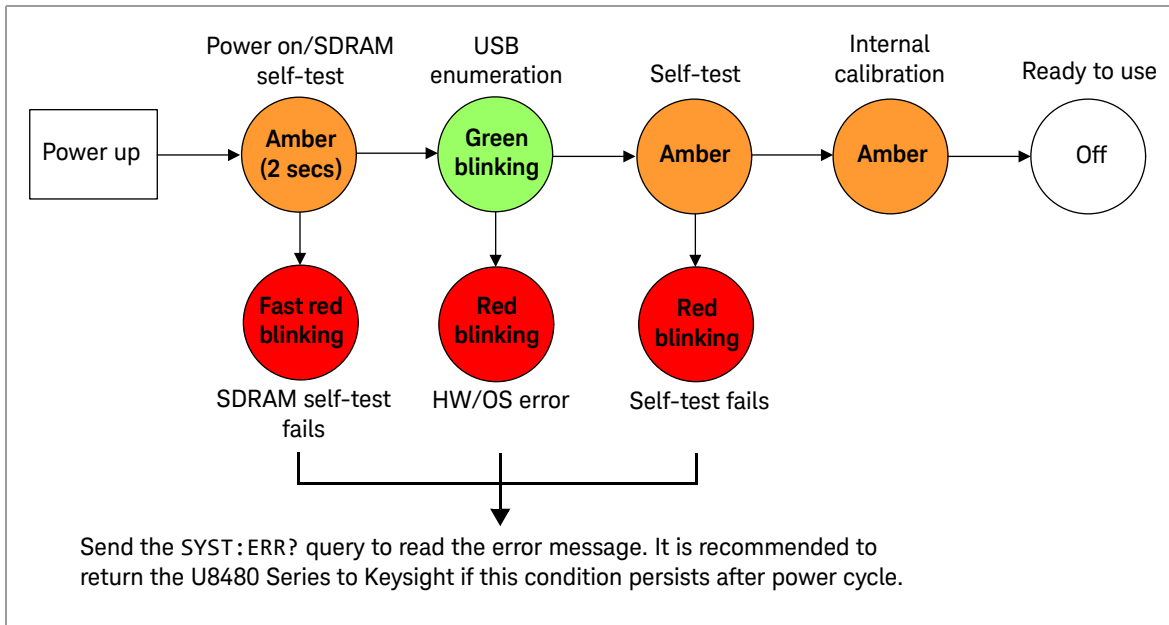 Power on/SDRAM
self-test
USB
enumeration
Self-test
Internal
calibration
Ready to use
Power up
Amber
(2 secs)
Green
blinking
Amber
Amber
Off
Fast red
blinking
Red
blinking
Red
blinking
SDRAM self-test
fails
HW/OS error
Self-test fails
Send the SYST:ERR? query to read the error message. It is recommended to
return the U8480 Series to Keysight if this condition persists after power cycle.